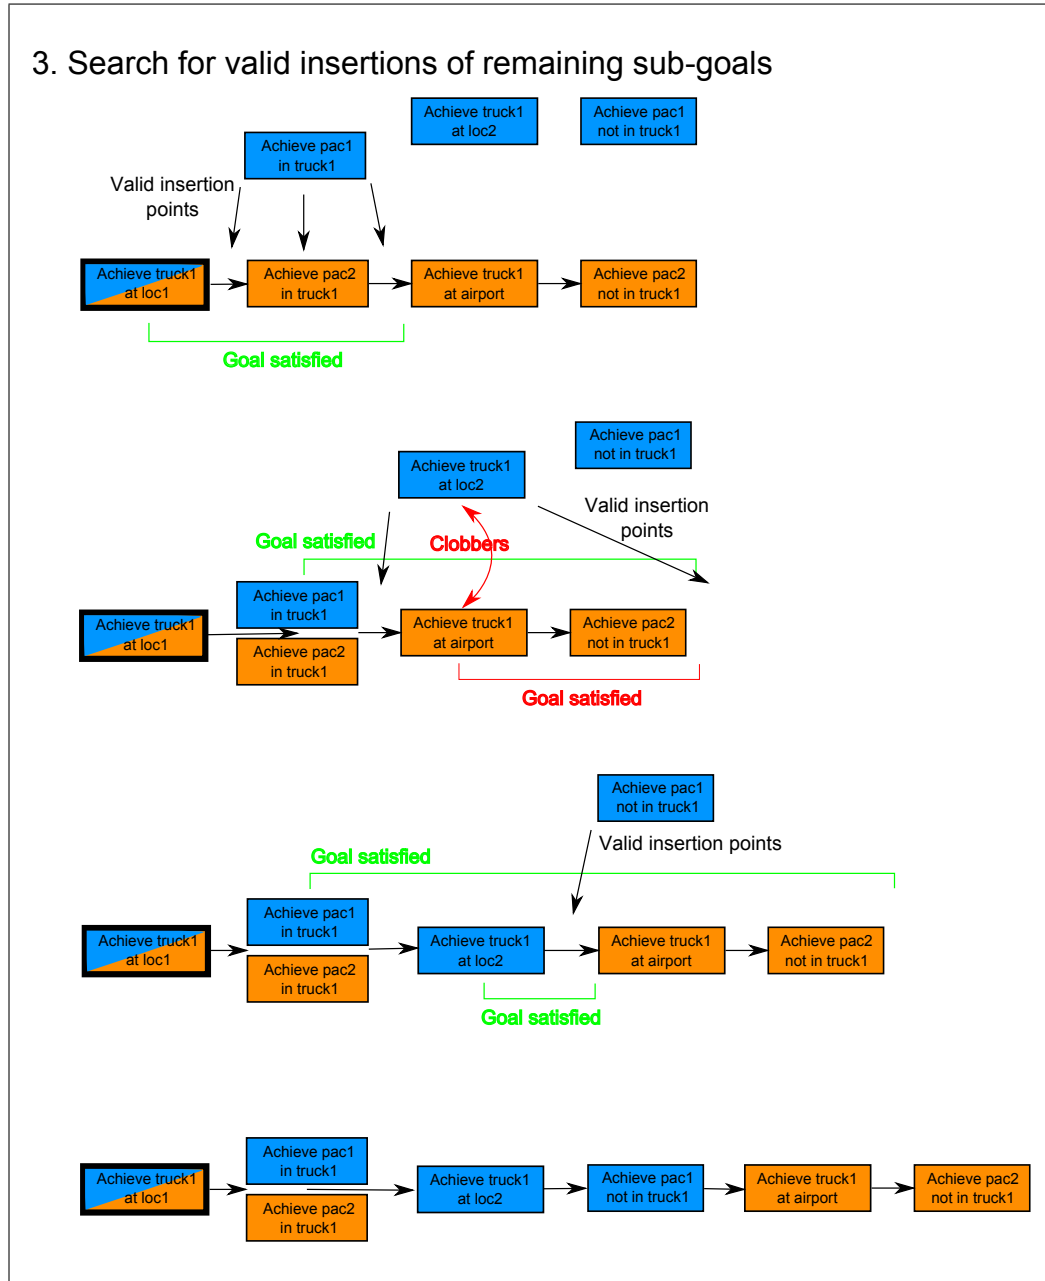 3. Search for valid insertions of remaining sub-goals
Achieve truck1
at loc2
Achieve pac1
not in truck1
Achieve pac1
in truck1
Valid insertion
points
Achieve truck1
at loc1
Achieve pac2
in truck1
Achieve truck1
at airport
Achieve pac2
not in truck1
Goal satisfied
Achieve pac1
not in truck1
Achieve truck1
at loc2
Valid insertion
points
Goal satisfied
Clobbers
Achieve truck1
at loc1
Achieve pac1
in truck1
Achieve pac2
in truck1
Achieve truck1
at airport
Achieve pac2
not in truck1
Goal satisfied
Achieve pac1
not in truck1
Valid insertion points
Goal satisfied
Achieve truck1
at loc1
Achieve pac1
in truck1
Achieve pac2
in truck1
Achieve truck1
at loc2
Achieve truck1
at airport
Achieve pac2
not in truck1
Goal satisfied
Achieve truck1
at loc1
Achieve pac1
in truck1
Achieve pac2
in truck1
Achieve truck1
at loc2
Achieve pac1
not in truck1
Achieve truck1
at airport
Achieve pac2
not in truck1